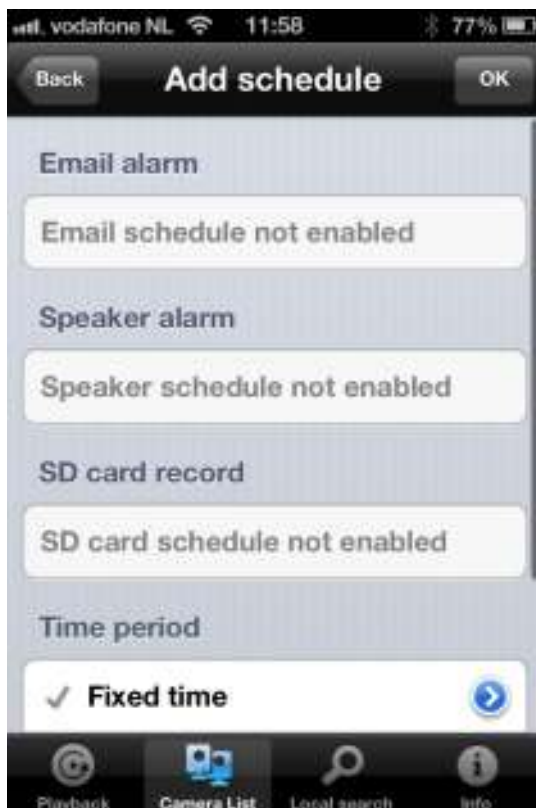 vodafone NL 11:58 77%
Back Add schedule OK
Email alarm
Email schedule not enabled
Speaker alarm
Speaker schedule not enabled
SD card record
SD card schedule not enabled
Time period
Fixed time
Playback Camera List Local search Info